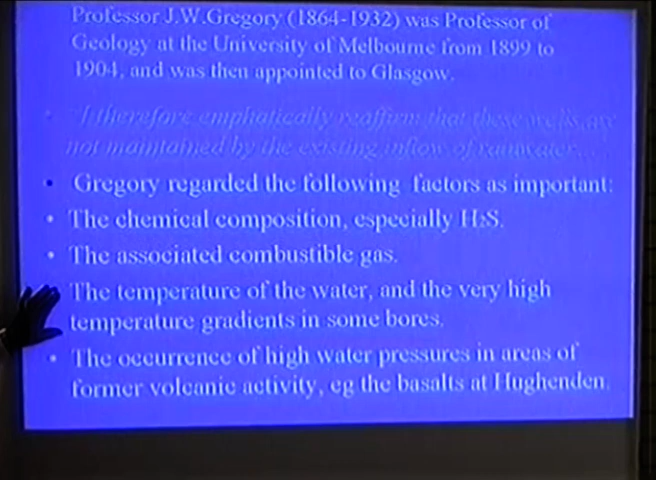 Professor J.W.Gregory (1864-1932) was Professor of
Geology at the University of Melbourne from 1899 to
1904, and was then appointed to Glasgow.
• "I therefore emphatically reaffirm that these wells are
not maintained by the existing inflow of rainwater....
• Gregory regarded the following factors as important:
• The chemical composition, especially H2S.
• The associated combustible gas.
The temperature of the water, and the very high
temperature gradients in some bores.
• The occurrence of high water pressures in areas of
former volcanic activity, eg the basalts at Hughenden.